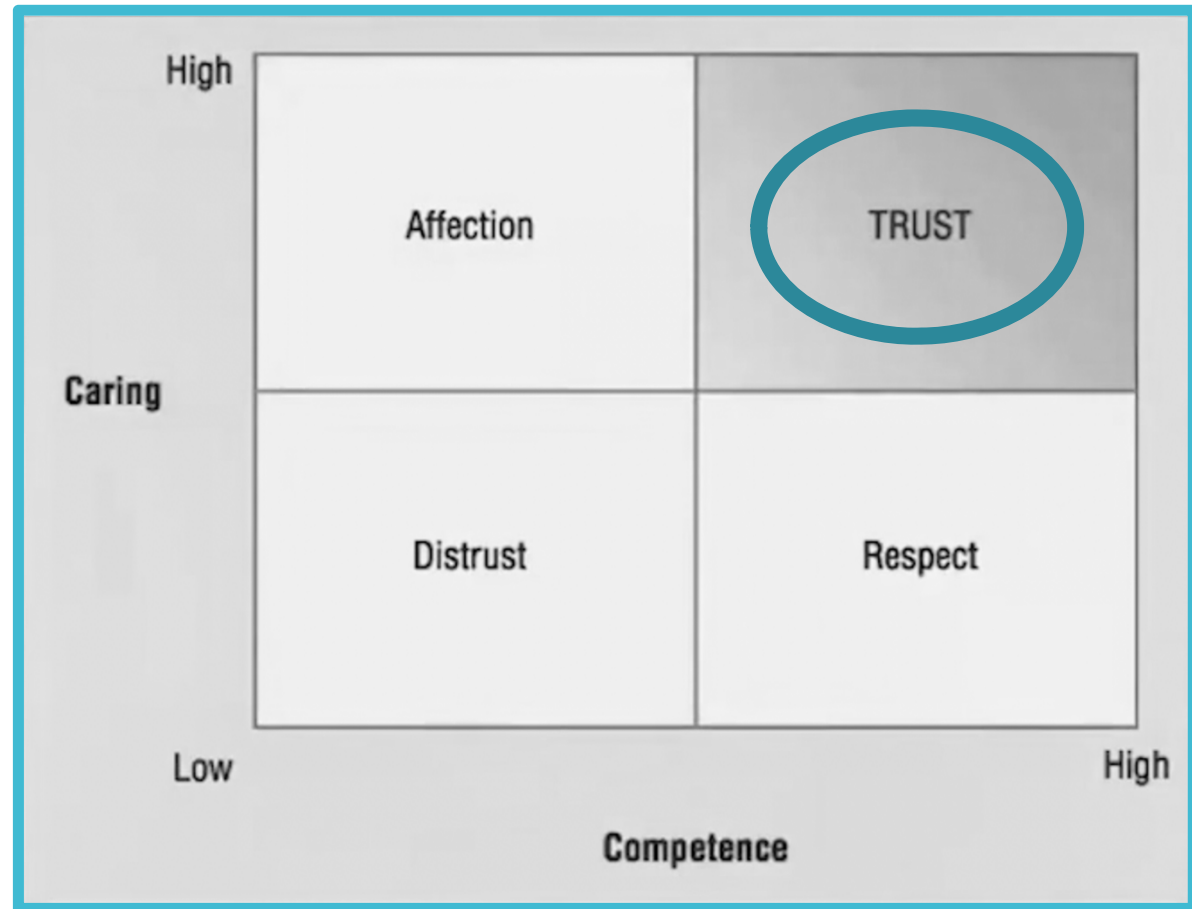 High
Affection
TRUST
Caring
Distrust
Respect
Low
High
Competence